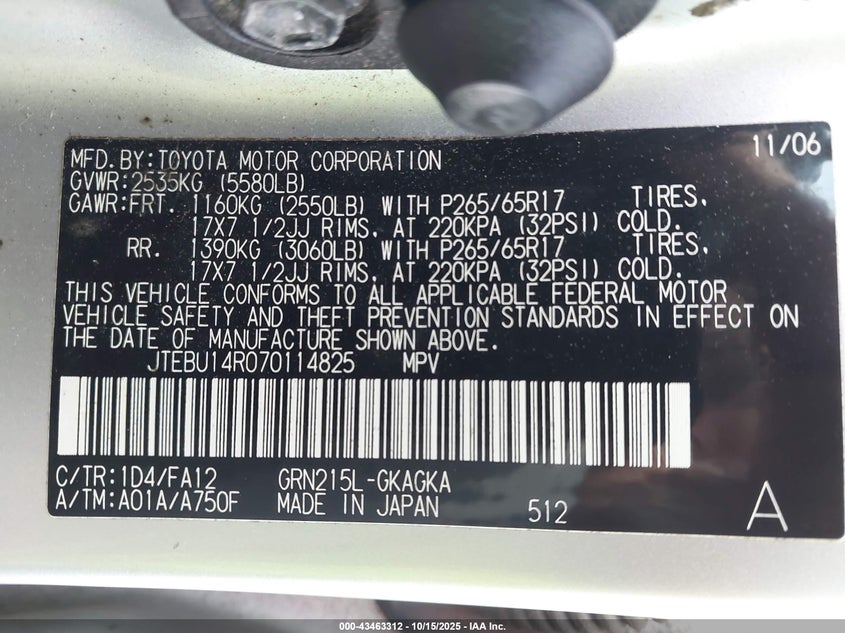 11/06
MFD.BY:TOYOTA MOTOR CORPORATION
GVWR:2535KG (5580LB)
GAWR:FRT. 1160KG (2550LB) WITH P265/65R17 TIRES,
17X7 1/2JJ RIMS, AT 220KPA (32PSI) COLD.
RR. 1390KG (3060LB) WITH P265/65R17 TIRES,
17X7 1/2JJ RIMS, AT 220KPA (32PSI) COLD.
THIS VEHICLE CONFORMS TO ALL APPLICABLE FEDERAL MOTOR
VEHICLE SAFETY AND THEFT PREVENTION STANDARDS IN EFFECT ON
THE DATE OF MANUFACTURE SHOWN ABOVE.
JTEBU14R070114825 MPV
C/TR:1D4/FA12 GRN215L-GKAGKA
A/TM:A01A/A750F MADE IN JAPAN 512 A
000-43463312 - 10/15/2025 - IAA Inc.